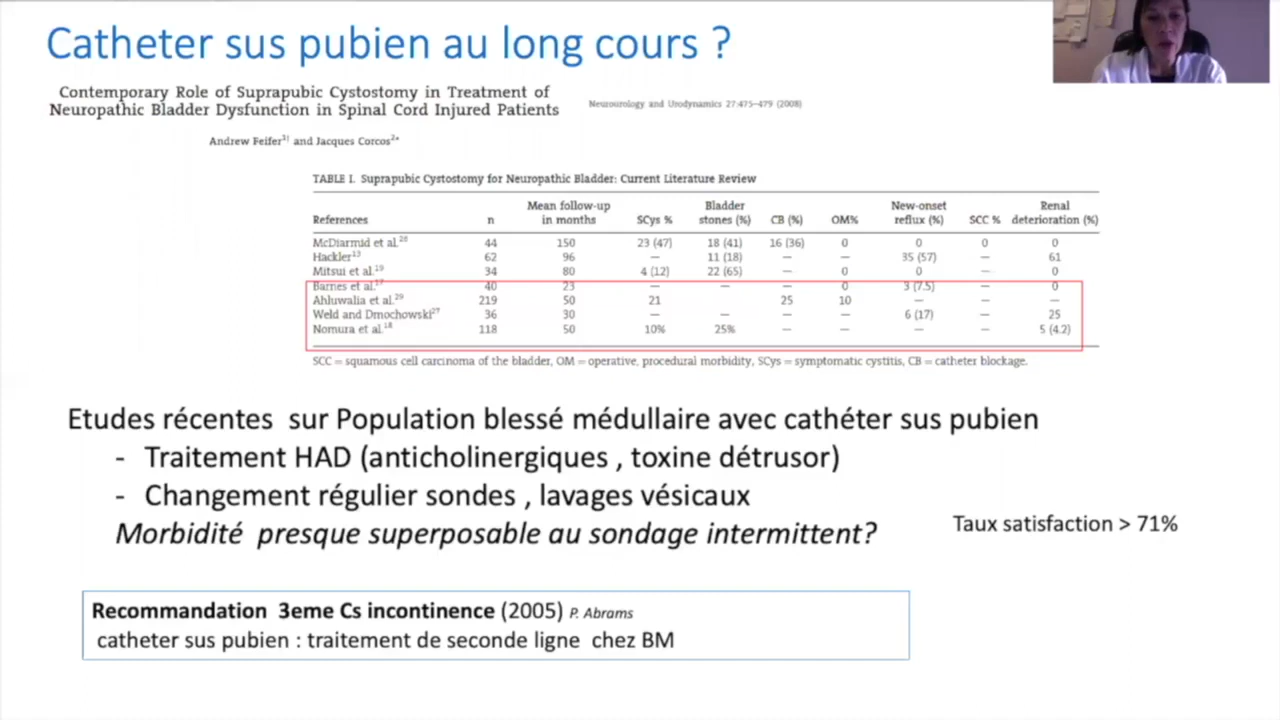 Catheter sus pubien au long cours ?
Contemporary Role of Suprapubic Cystostomy in Treatment of
Neuropathic Bladder Dysfunction in Spinal Cord Injured Patients
Neurourology and Urodynamics 27:475–479 (2008)
Andrew Feifer and Jacques Corcos
TABLE I. Suprapubic Cystostomy for Neuropathic Bladder: Current Literature Review
References n Mean follow-up in months SCys % Bladder stones (%) CB (%) OM% New-onset reflux (%) SCC % Renal deterioration (%)
McDiarmid et al.28 44 150 23 (47) 18 (41) 16 (36) 0 0 0 0
Hackler13 62 96 — 11 (18) — — 35 (57) — 61
Mitsui et al.19 34 80 4 (12) 22 (65) — 0 0 — 0
Barnes et al.17 40 23 — — — 0 3 (7.5) — 0
Ahluwalia et al.29 219 50 21 25 10 — — —
Weld and Dmochowski27 36 30 — — — — 6 (17) — 25
Nomura et al.18 118 50 10% 25% — — — — 5 (4.2)
SCC = squamous cell carcinoma of the bladder, OM = operative, procedural morbidity, SCys = symptomatic cystitis, CB = catheter blockage.
Etudes récentes sur Population blessé médullaire avec cathéter sus pubien
- Traitement HAD (anticholinergiques , toxine détrusor)
- Changement régulier sondes , lavages vésicaux
Morbidité presque superposable au sondage intermittent?
Taux satisfaction > 71%
Recommandation 3eme Cs incontinence (2005) P. Abrams
catheter sus pubien : traitement de seconde ligne chez BM